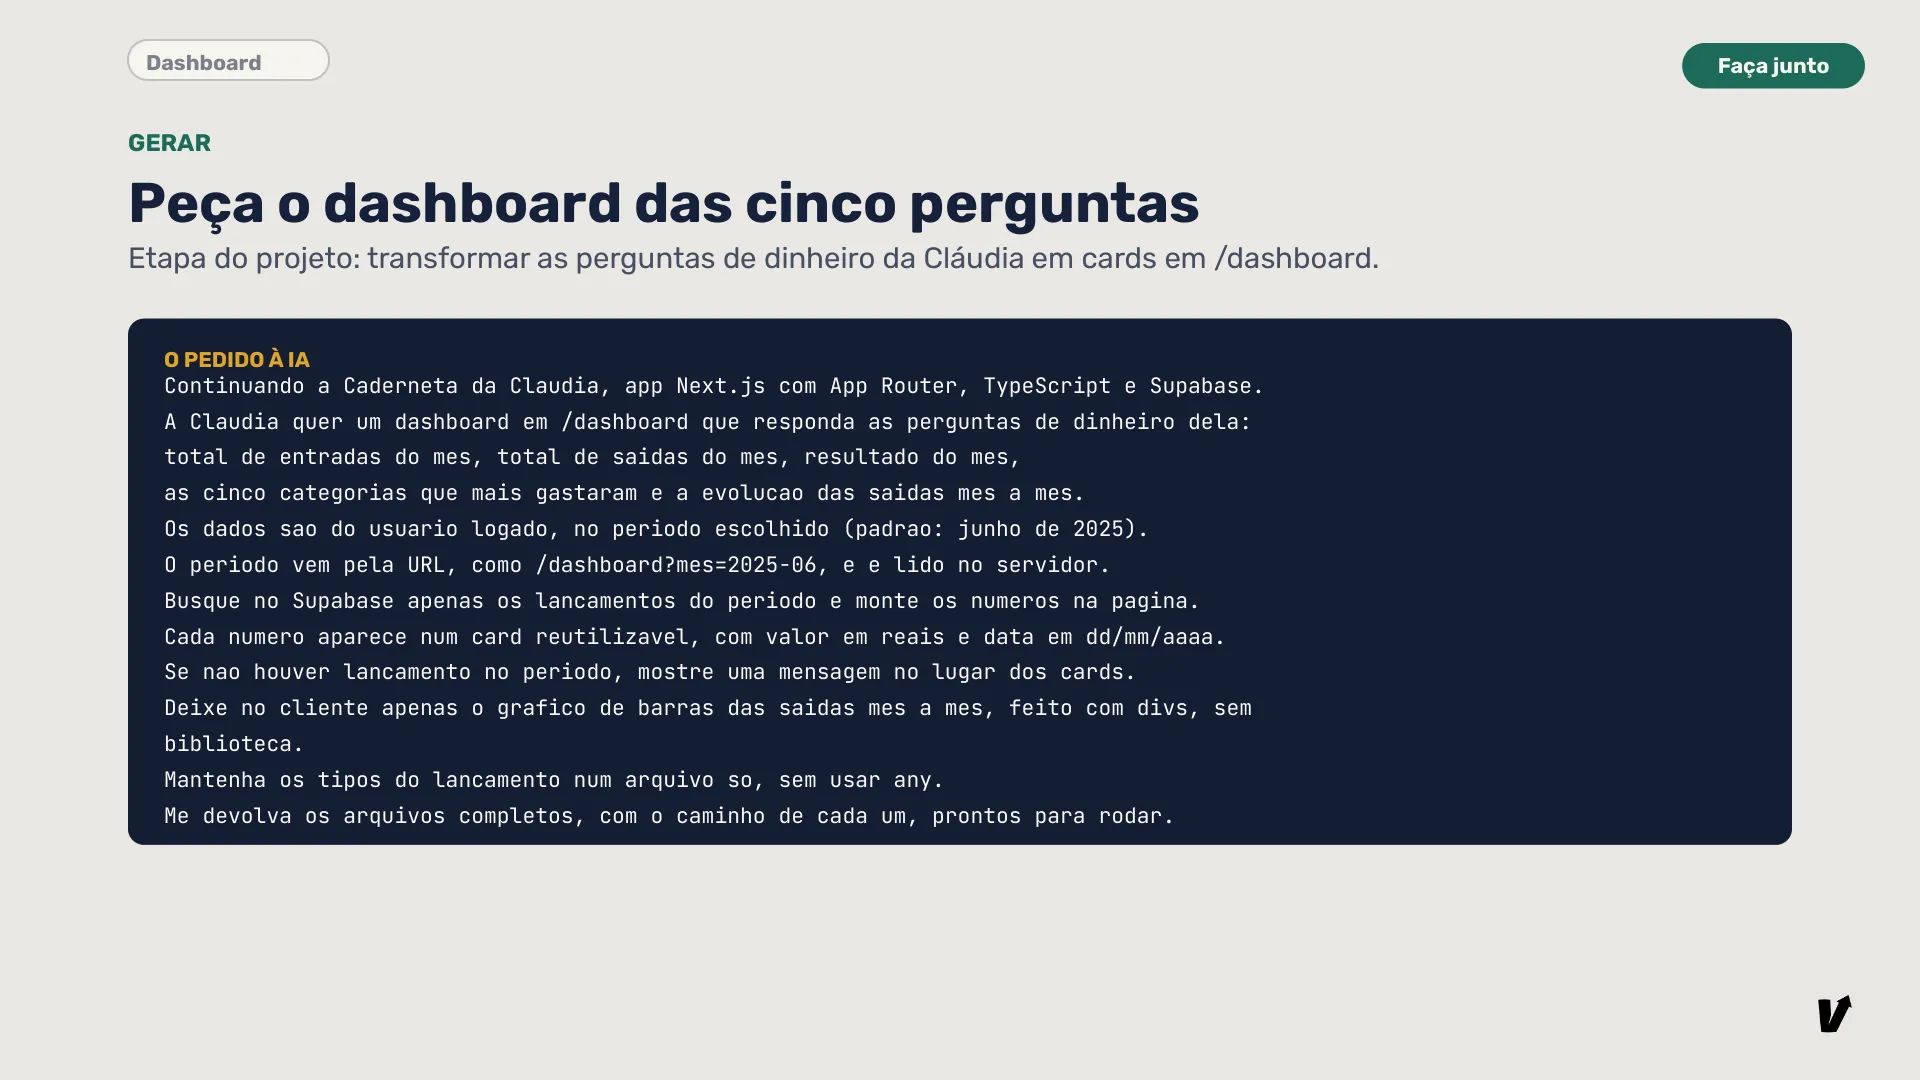 Dashboard
Faça junto
GERAR
Peça o dashboard das cinco perguntas
Etapa do projeto: transformar as perguntas de dinheiro da Cláudia em cards em /dashboard.
O PEDIDO À IA
Continuando a Caderneta da Claudia, app Next.js com App Router, TypeScript e Supabase.
A Claudia quer um dashboard em /dashboard que responda as perguntas de dinheiro dela:
total de entradas do mes, total de saidas do mes, resultado do mes,
as cinco categorias que mais gastaram e a evolucao das saidas mes a mes.
Os dados sao do usuario logado, no periodo escolhido (padrao: junho de 2025).
O periodo vem pela URL, como /dashboard?mes=2025-06, e e lido no servidor.
Busque no Supabase apenas os lancamentos do periodo e monte os numeros na pagina.
Cada numero aparece num card reutilizavel, com valor em reais e data em dd/mm/aaaa.
Se nao houver lancamento no periodo, mostre uma mensagem no lugar dos cards.
Deixe no cliente apenas o grafico de barras das saidas mes a mes, feito com divs, sem
biblioteca.
Mantenha os tipos do lancamento num arquivo so, sem usar any.
Me devolva os arquivos completos, com o caminho de cada um, prontos para rodar.